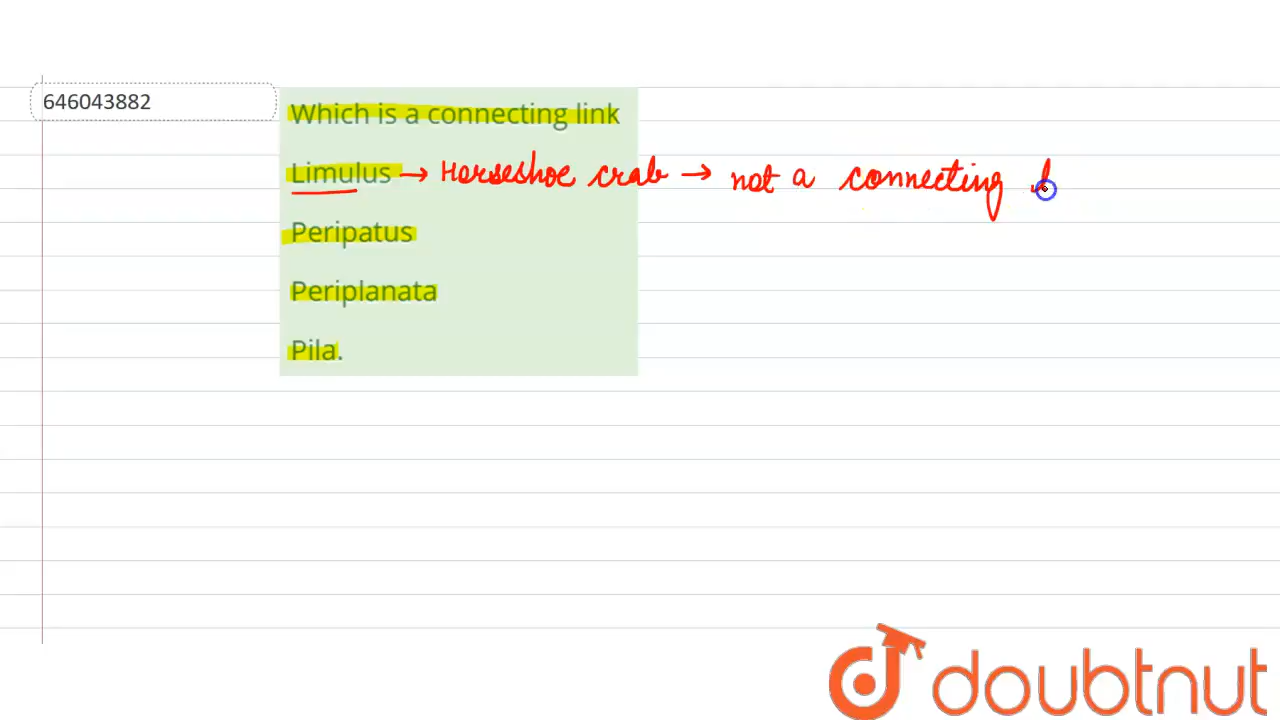 646043882
Which is a connecting link
Limulus → Horseshoe crab → not a connecting
Peripatus
Periplanata
Pila.
doubtnut